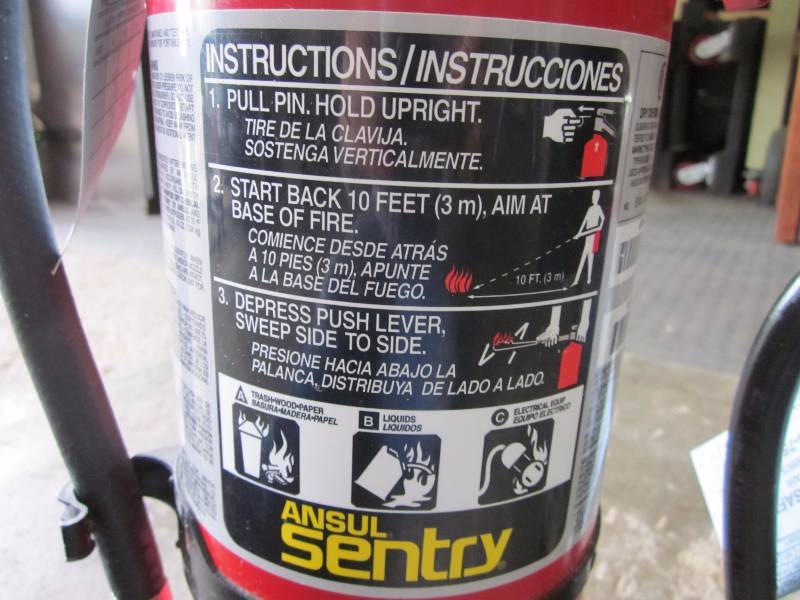 INSTRUCTIONS/INSTRUCCIONES
1. PULL PIN. HOLD UPRIGHT.
TIRE DE LA CLAVIJA.
SOSTENGA VERTICALMENTE.
2. START BACK 10 FEET (3 m), AIM AT
BASE OF FIRE.
COMIENCE DESDE ATRÁS
A 10 PIES (3 m), APUNTE
A LA BASE DEL FUEGO.
10 FT. (3 m)
3. DEPRESS PUSH LEVER,
SWEEP SIDE TO SIDE.
PRESIONE HACIA ABAJO LA
PALANCA, DISTRIBUYA DE LADO A LADO.
A TRASH•WOOD•PAPER
BASURA•MADERA•PAPEL
B LIQUIDS
LIQUIDOS
C ELECTRICAL EQUIP
EQUIPO ELECTRICO
ANSUL
Sentry